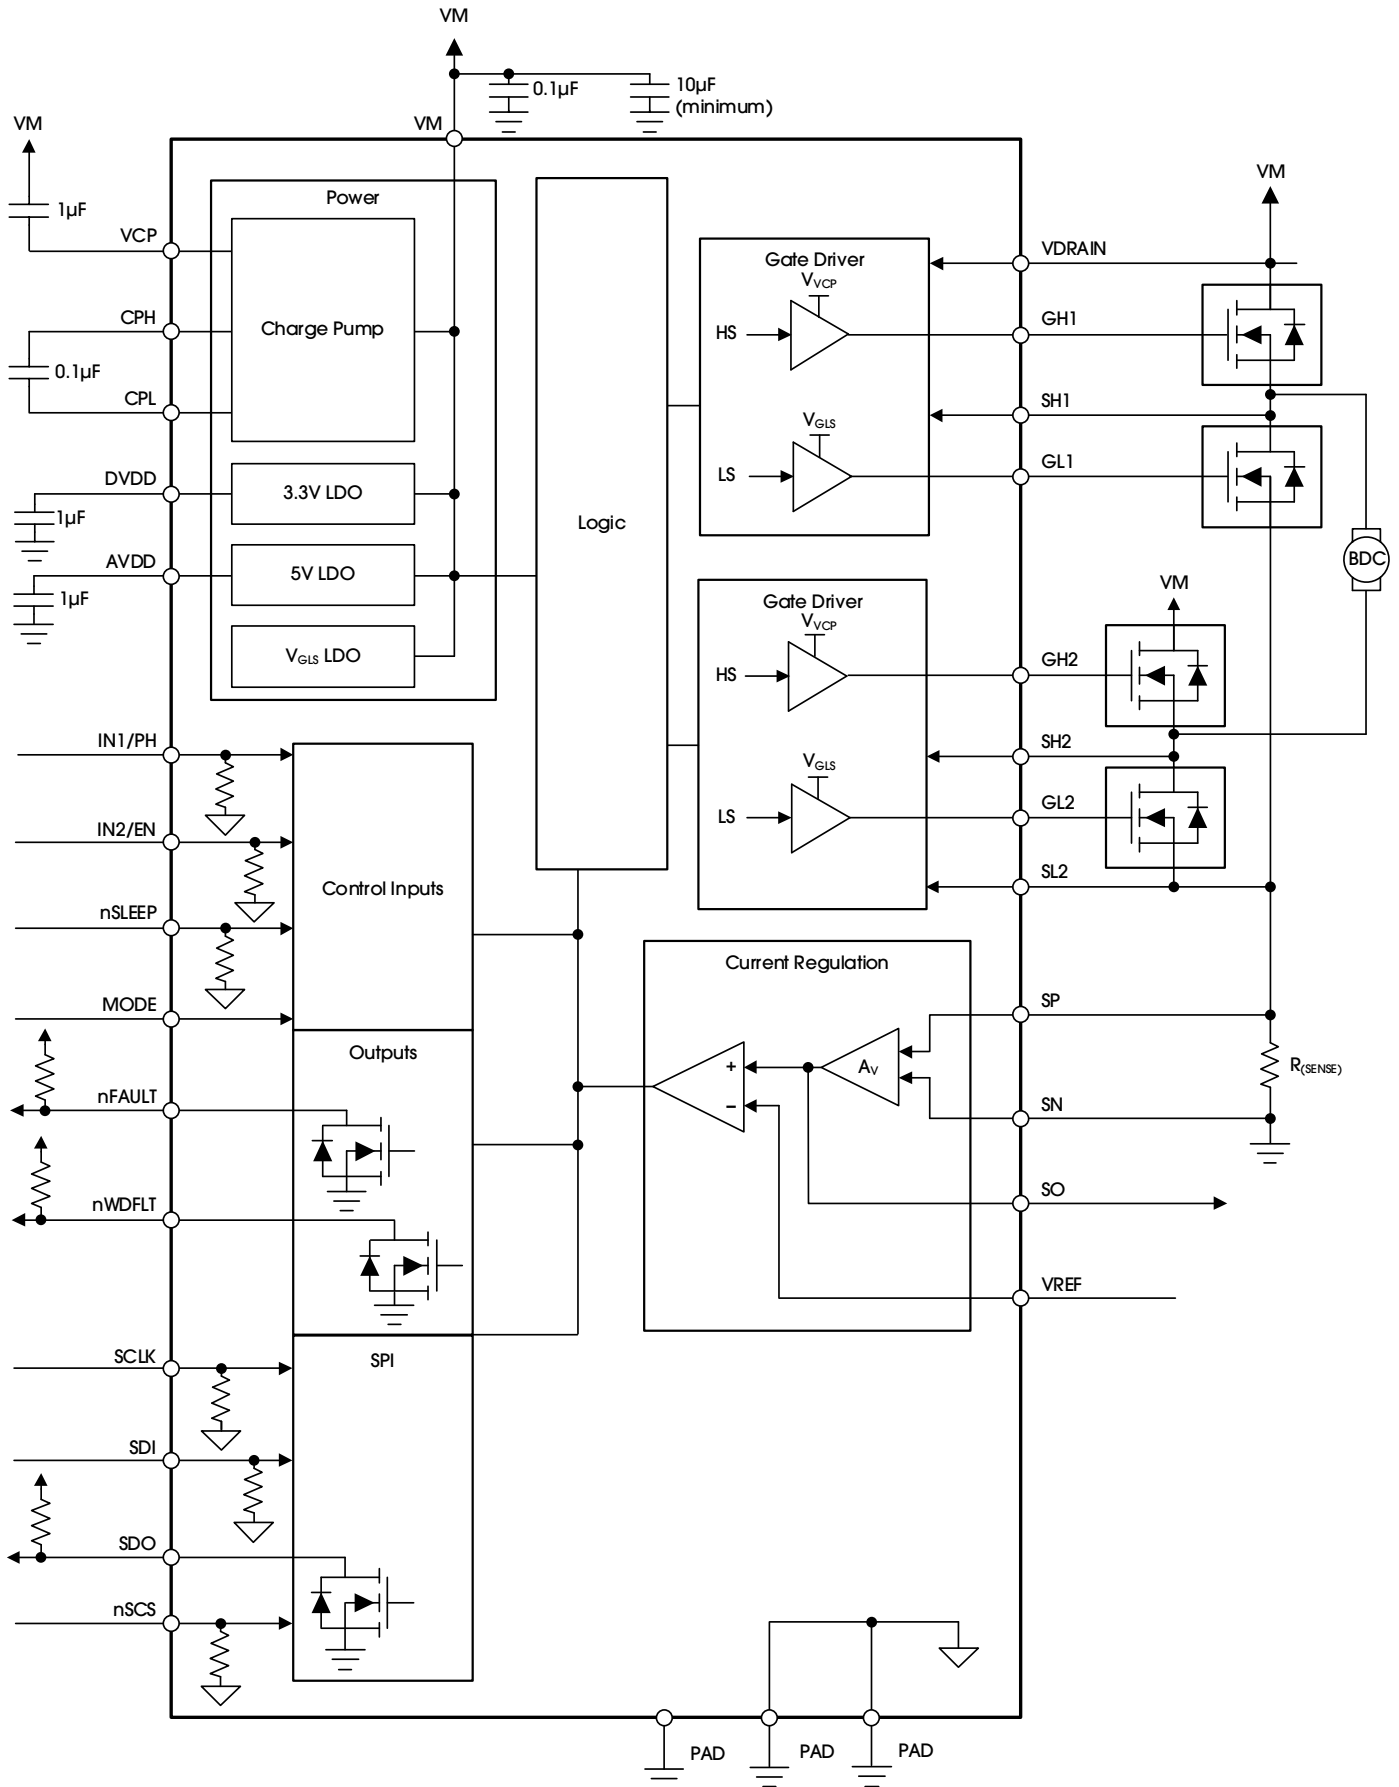 VM
0.1µF
10µF
(minimum)
VM
VM
1µF
VCP
CPH
0.1µF
CPL
DVDD
1µF
AVDD
1µF
Power
Charge Pump
3.3V LDO
5V LDO
VGLS LDO
Logic
Gate Driver
VVCP
HS
VGLS
LS
Gate Driver
VVCP
HS
VGLS
LS
VM
VDRAIN
GH1
SH1
GL1
BDC
VM
GH2
SH2
GL2
SL2
IN1/PH
IN2/EN
nSLEEP
MODE
Control Inputs
nFAULT
nWDFLT
Outputs
Current Regulation
+
−
AV
SP
R(SENSE)
SN
SO
VREF
SCLK
SDI
SDO
nSCS
SPI
PAD
PAD
PAD